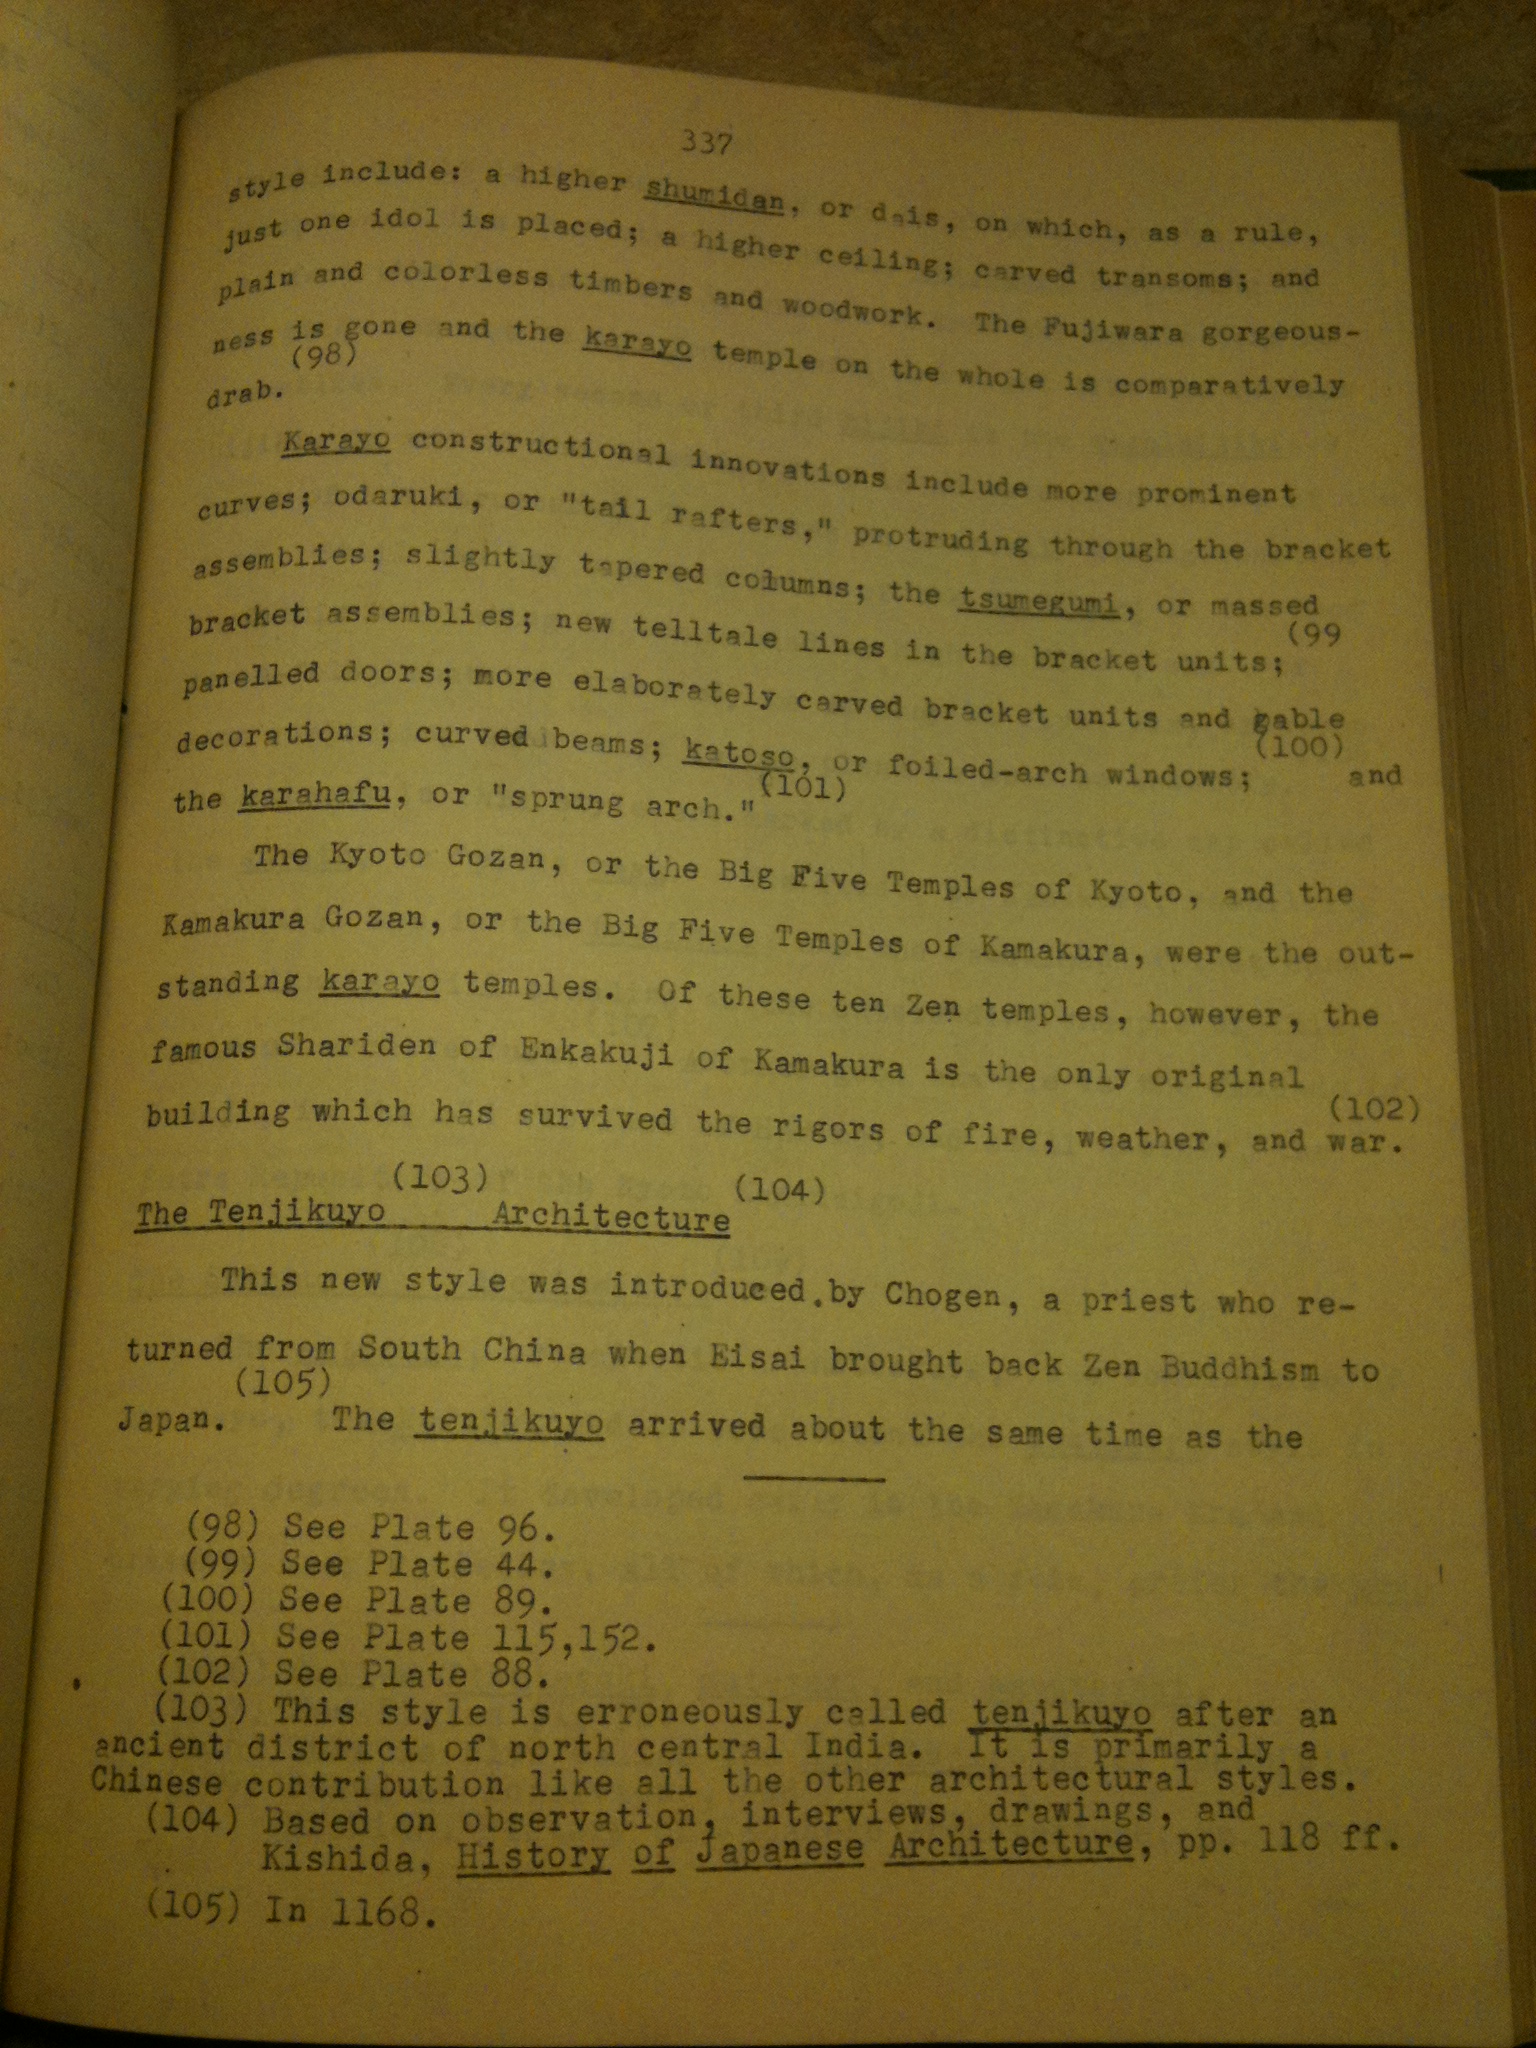 337
style include: a higher shumidan, or dais, on which, as a rule,
just one idol is placed; a higher ceiling; carved transoms; and
plain and colorless timbers and woodwork. The Fujiwara gorgeous-
ness is gone and the karayo temple on the whole is comparatively
(98)
drab.
Karayo constructional innovations include more prominent
curves; odaruki, or "tail rafters," protruding through the bracket
assemblies; slightly tapered columns; the tsumegumi, or massed
bracket assemblies; new telltale lines in the bracket units; (99
panelled doors; more elaborately carved bracket units and gable
decorations; curved beams; katoso, or foiled-arch windows; (100) and
the karahafu, or "sprung arch." (101)
The Kyoto Gozan, or the Big Five Temples of Kyoto, and the
Kamakura Gozan, or the Big Five Temples of Kamakura, were the out-
standing karayo temples. Of these ten Zen temples, however, the
famous Shariden of Enkakuji of Kamakura is the only original
building which has survived the rigors of fire, weather, and war. (102)
The Tenjikuyo (103) Architecture (104)
This new style was introduced.by Chogen, a priest who re-
turned from South China when Eisai brought back Zen Buddhism to
Japan. (105) The tenjikuyo arrived about the same time as the
(98) See Plate 96.
(99) See Plate 44.
(100) See Plate 89.
(101) See Plate 115,152.
(102) See Plate 88.
(103) This style is erroneously called tenjikuyo after an
ancient district of north central India. It is primarily a
Chinese contribution like all the other architectural styles.
(104) Based on observation, interviews, drawings, and
Kishida, History of Japanese Architecture, pp. 118 ff.
(105) In 1168.